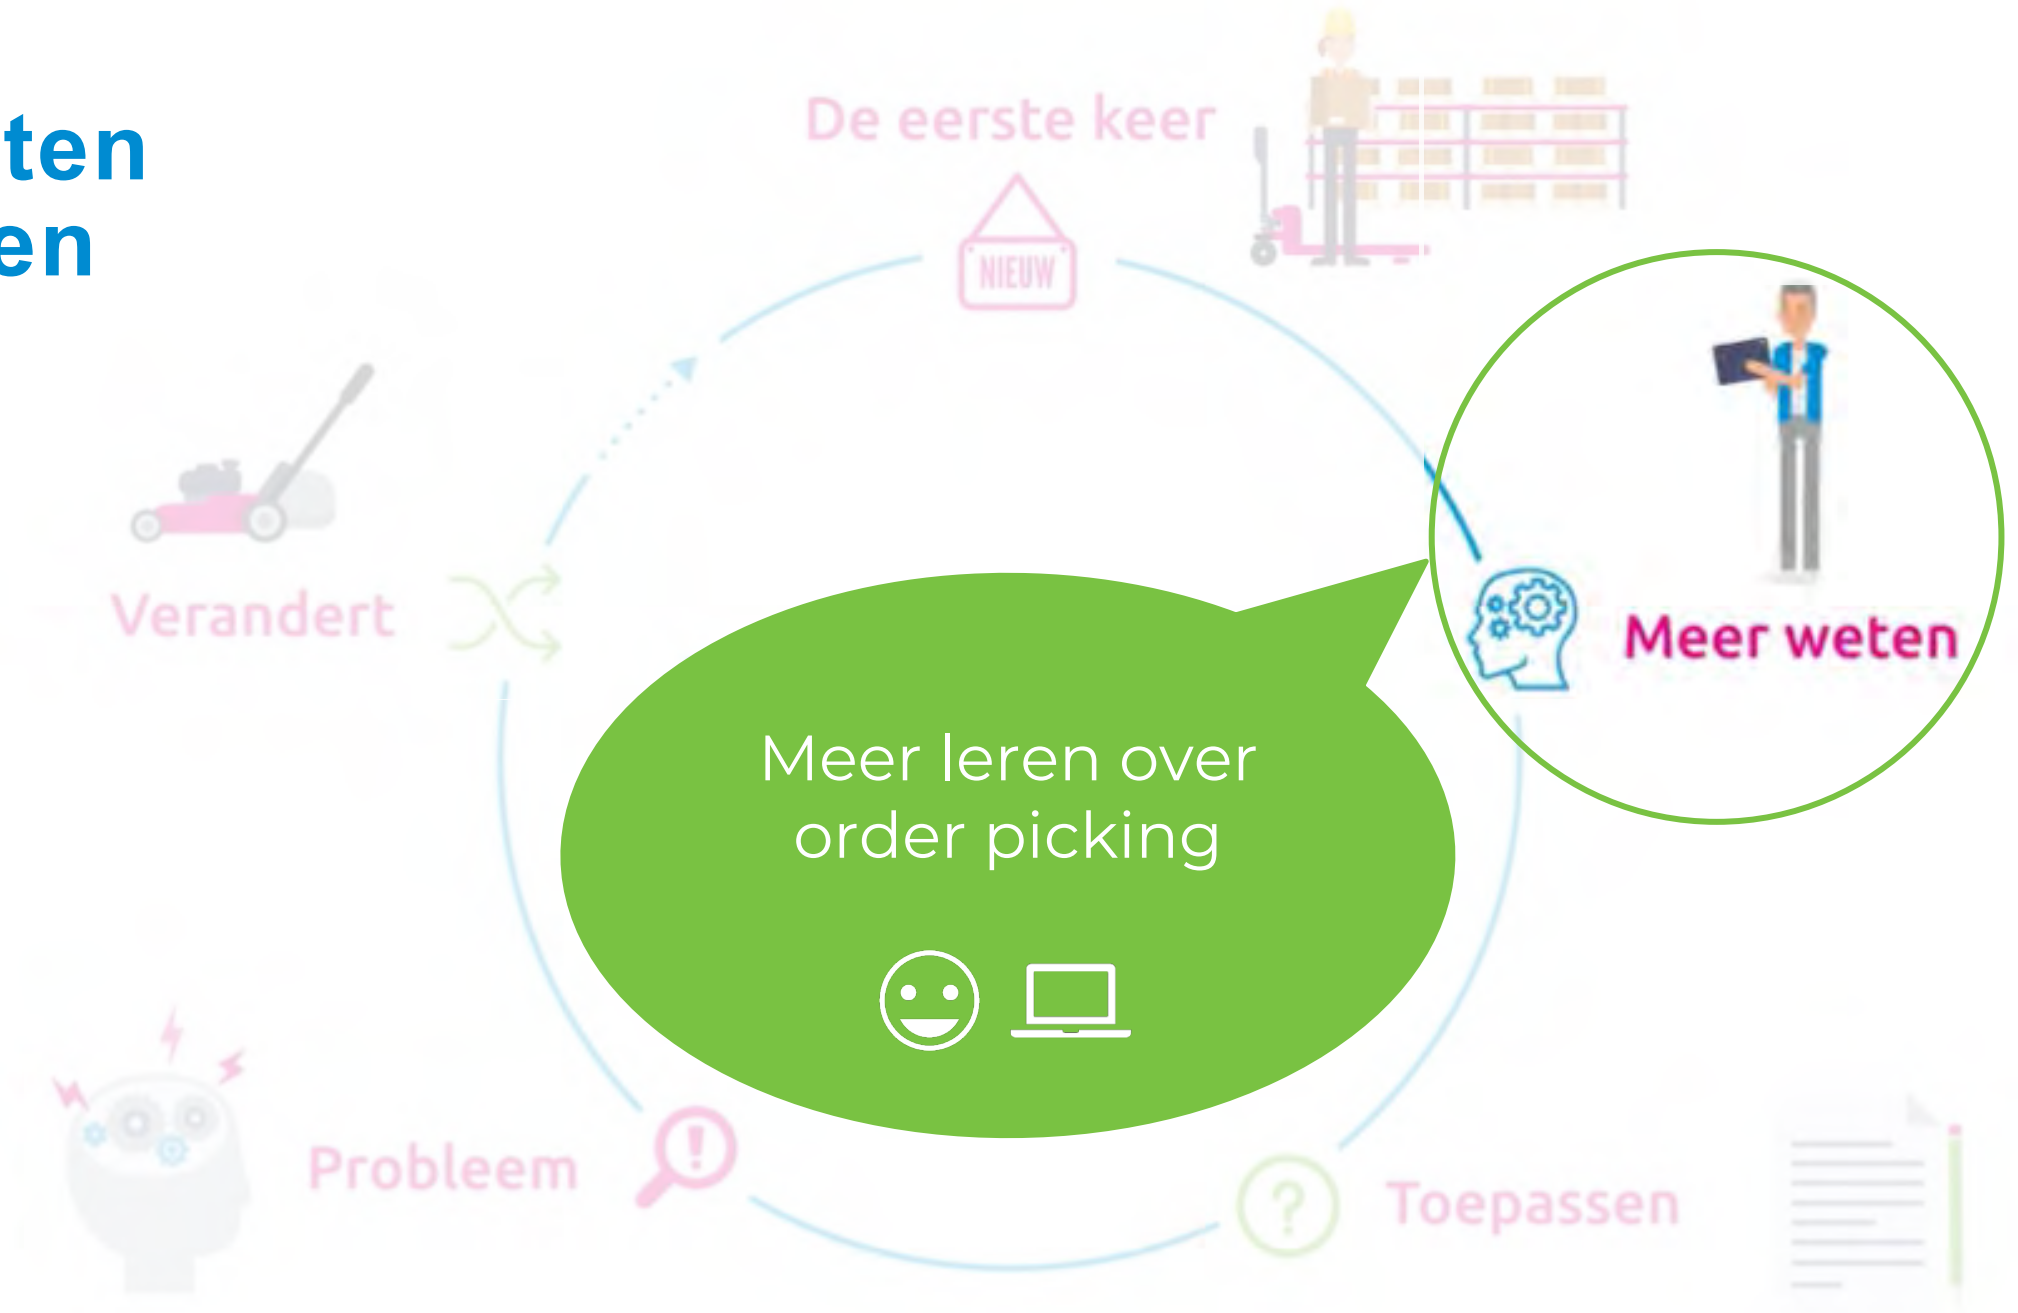 ten
en
De eerste keer
NIEUW
Meer weten
Verandert
Meer leren over
order picking
Probleem
Toepassen